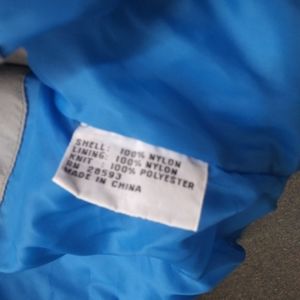 SHELL: 100% NYLON
LINING: 100% NYLON
KNIT : 100% POLYESTER
RN 28593
MADE IN CHINA